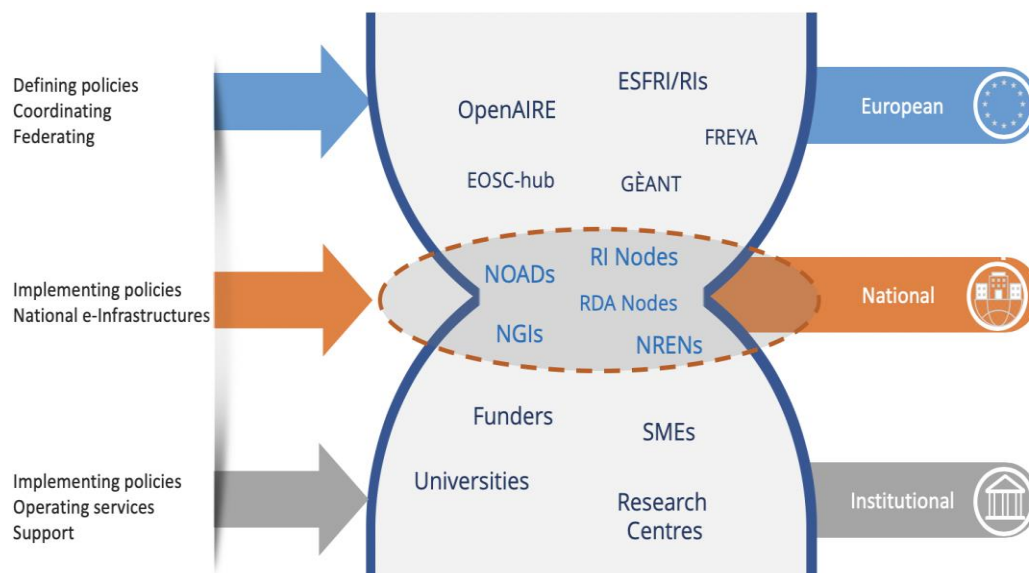 Defining policies
Coordinating
Federating
OpenAIRE
ESFRI/RIs
FREYA
EOSC-hub
GÈANT
European
Implementing policies
National e-Infrastructures
NOADs
RI Nodes
RDA Nodes
NGIs
NRENs
National
Implementing policies
Operating services
Support
Funders
SMEs
Universities
Research
Centres
Institutional